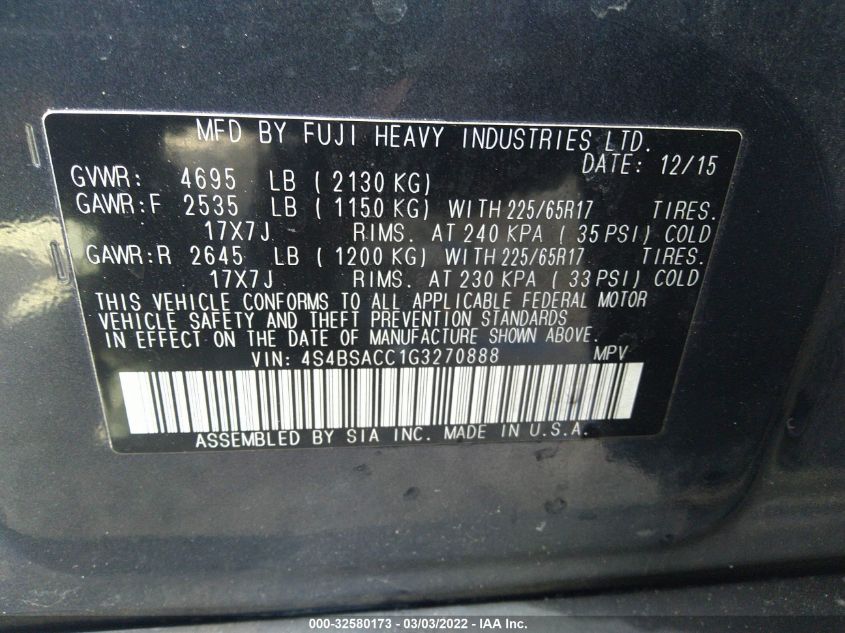 MFD BY FUJI HEAVY INDUSTRIES LTD.
DATE: 12/15
GVWR: 4695 LB ( 2130 KG)
GAWR:F 2535 LB ( 1150 KG) WITH 225/65R17 TIRES.
17X7J RIMS. AT 240 KPA ( 35 PSI) COLD
GAWR:R 2645 LB ( 1200 KG) WITH 225/65R17 TIRES.
17X7J RIMS. AT 230 KPA ( 33 PSI) COLD
THIS VEHICLE CONFORMS TO ALL APPLICABLE FEDERAL MOTOR
VEHICLE SAFETY AND THEFT PREVENTION STANDARDS
IN EFFECT ON THE DATE OF MANUFACTURE SHOWN ABOVE.
VIN: 4S4BSACC1G3270888 MPV
ASSEMBLED BY SIA INC. MADE IN U.S.A.
000-32580173 - 03/03/2022 - © IAA Inc.